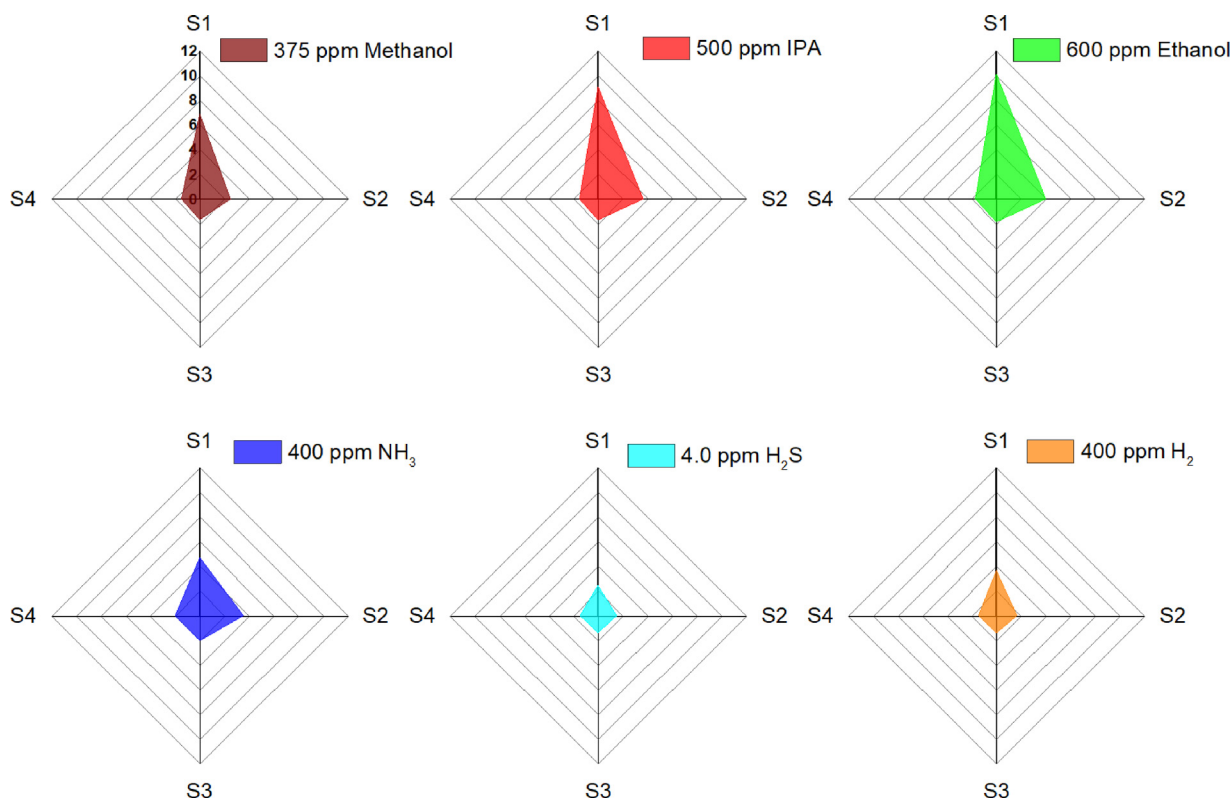 S1
375 ppm Methanol
12
10
8
6
4
2
0
S4
S2
S3
S1
500 ppm IPA
S4
S2
S3
S1
600 ppm Ethanol
S4
S2
S3
S1
400 ppm NH₃
S4
S2
S3
S1
4.0 ppm H₂S
S4
S2
S3
S1
400 ppm H₂
S4
S2
S3